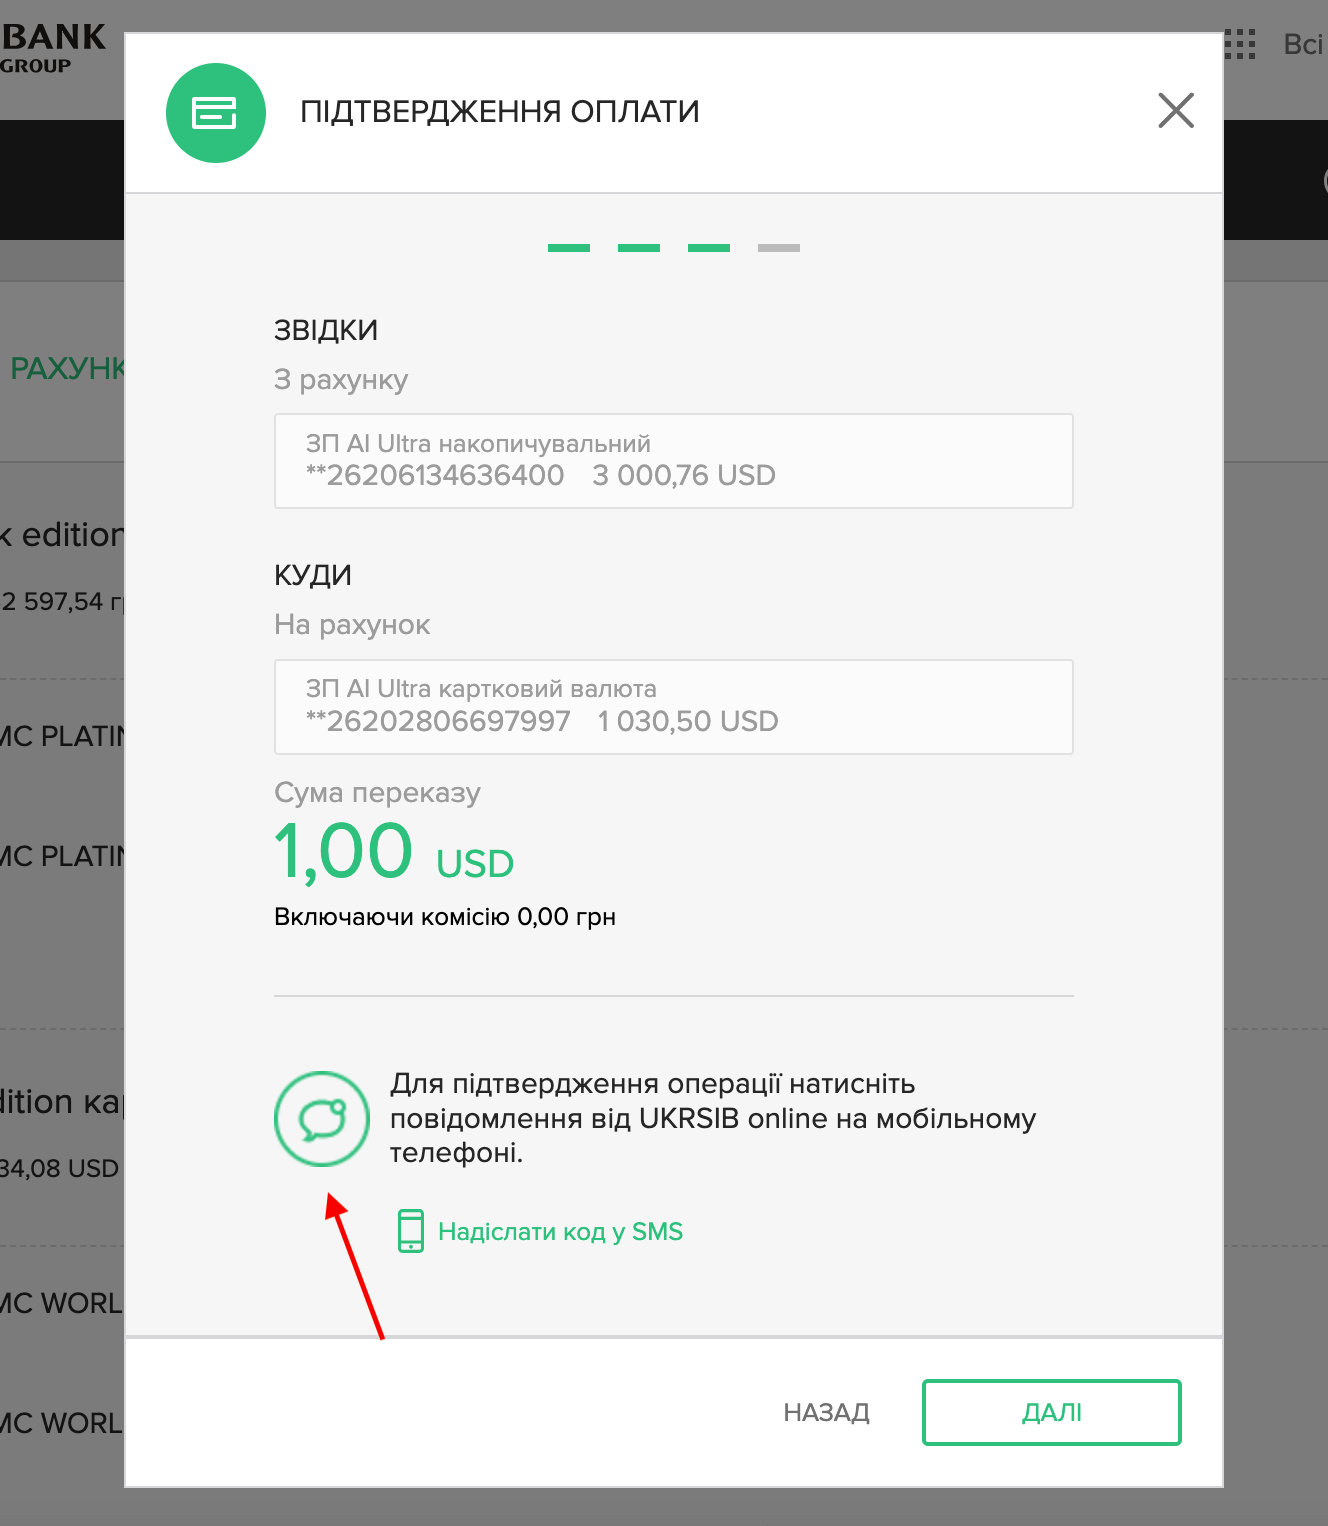 BANK
GROUP
Всі
ПІДТВЕРДЖЕННЯ ОПЛАТИ
ЗВІДКИ
РАХУНК
З рахунку
ЗП AI Ultra накопичувальний
**26206134636400 3 000,76 USD
k edition
КУДИ
2 597,54 г
На рахунок
ЗП AI Ultra картковий валюта
**26202806697997 1 030,50 USD
MC PLATIN
Сума переказу
1,00 USD
MC PLATIN
Включаючи комісію 0,00 грн
Для підтвердження операції натисніть
повідомлення від UKRSIB online на мобільному
телефоні.
dition ка
34,08 USD
Надіслати код у SMS
MC WORL
НАЗАД
ДАЛІ
MC WORL